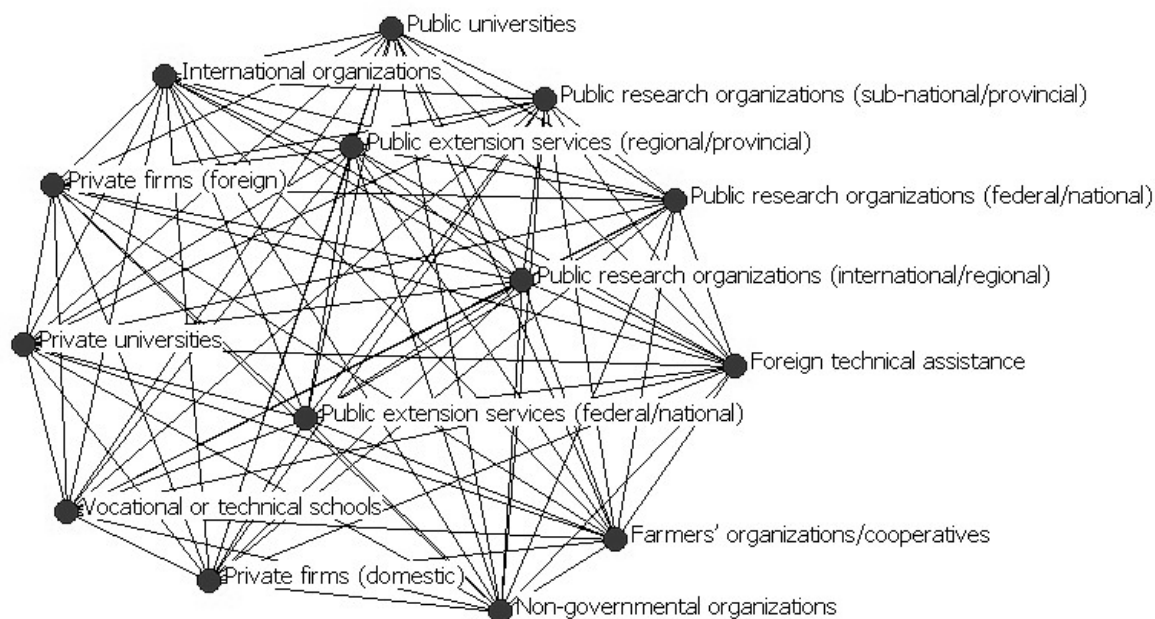 Public universities
International organizations
Public research organizations (sub-national/provincial)
Public extension services (regional/provincial)
Private firms (foreign)
Public research organizations (federal/national)
Public research organizations (international/regional)
Private universities
Foreign technical assistance
Public extension services (federal/national)
Vocational or technical schools
Farmers’ organizations/cooperatives
Private firms (domestic)
Non-governmental organizations